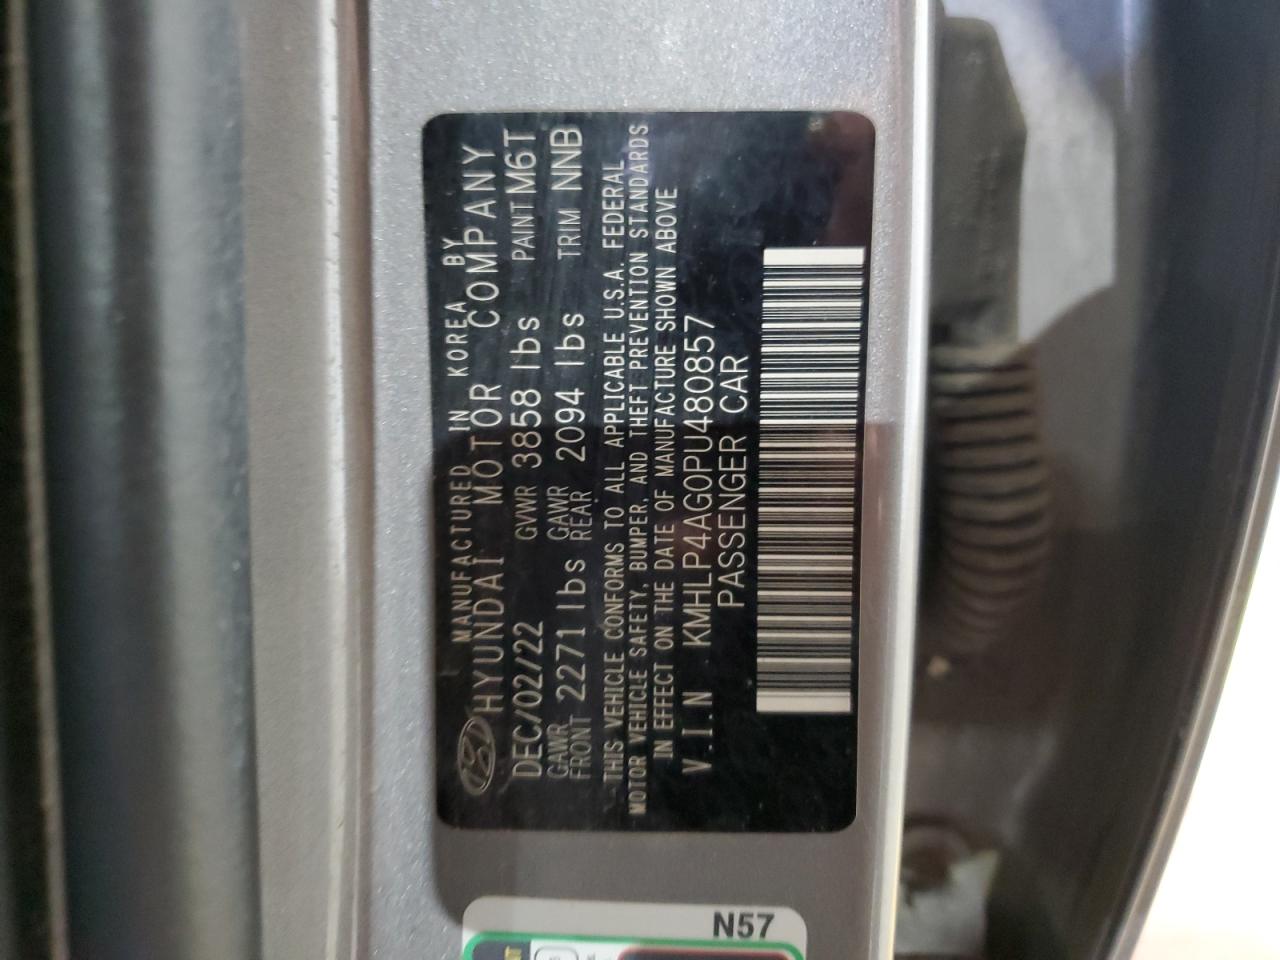 MANUFACTURED IN KOREA BY
HYUNDAI MOTOR COMPANY
DEC/02/22 GVWR 3858 lbs PAINT M6T
GAWR FRONT 2271 lbs GAWR REAR 2094 lbs TRIM NNB
THIS VEHICLE CONFORMS TO ALL APPLICABLE U.S.A. FEDERAL
MOTOR VEHICLE SAFETY, BUMPER, AND THEFT PREVENTION STANDARDS
IN EFFECT ON THE DATE OF MANUFACTURE SHOWN ABOVE
V.I.N KMHLP4AG0PU480857
PASSENGER CAR
N57